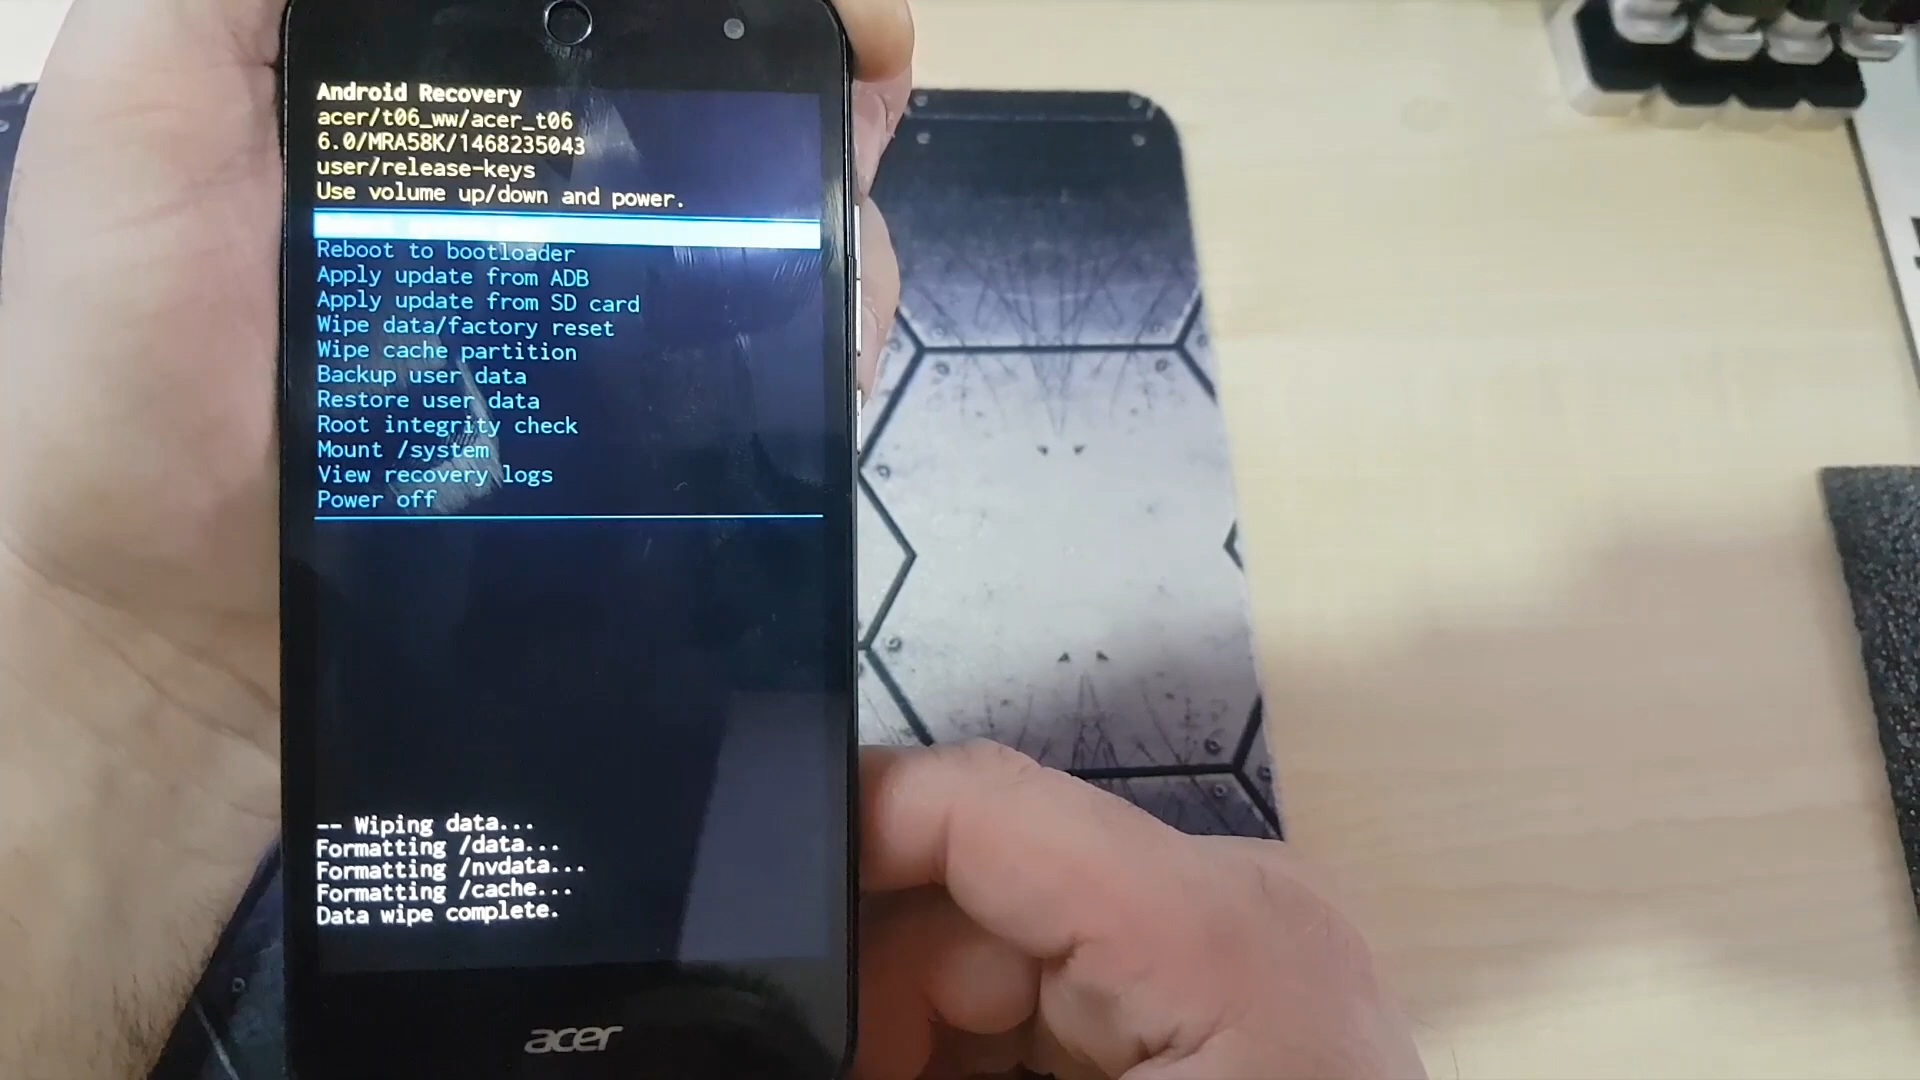 Android Recovery
acer/t06_ww/acer_t06
6.0/MRA58K/1468235043
user/release-keys
Use volume up/down and power.
Reboot to bootloader
Apply update from ADB
Apply update from SD card
Wipe data/factory reset
Wipe cache partition
Backup user data
Restore user data
Root integrity check
Mount /system
View recovery logs
Power off
-- Wiping data...
Formatting /data...
Formatting /nvdata...
Formatting /cache...
Data wipe complete.
acer